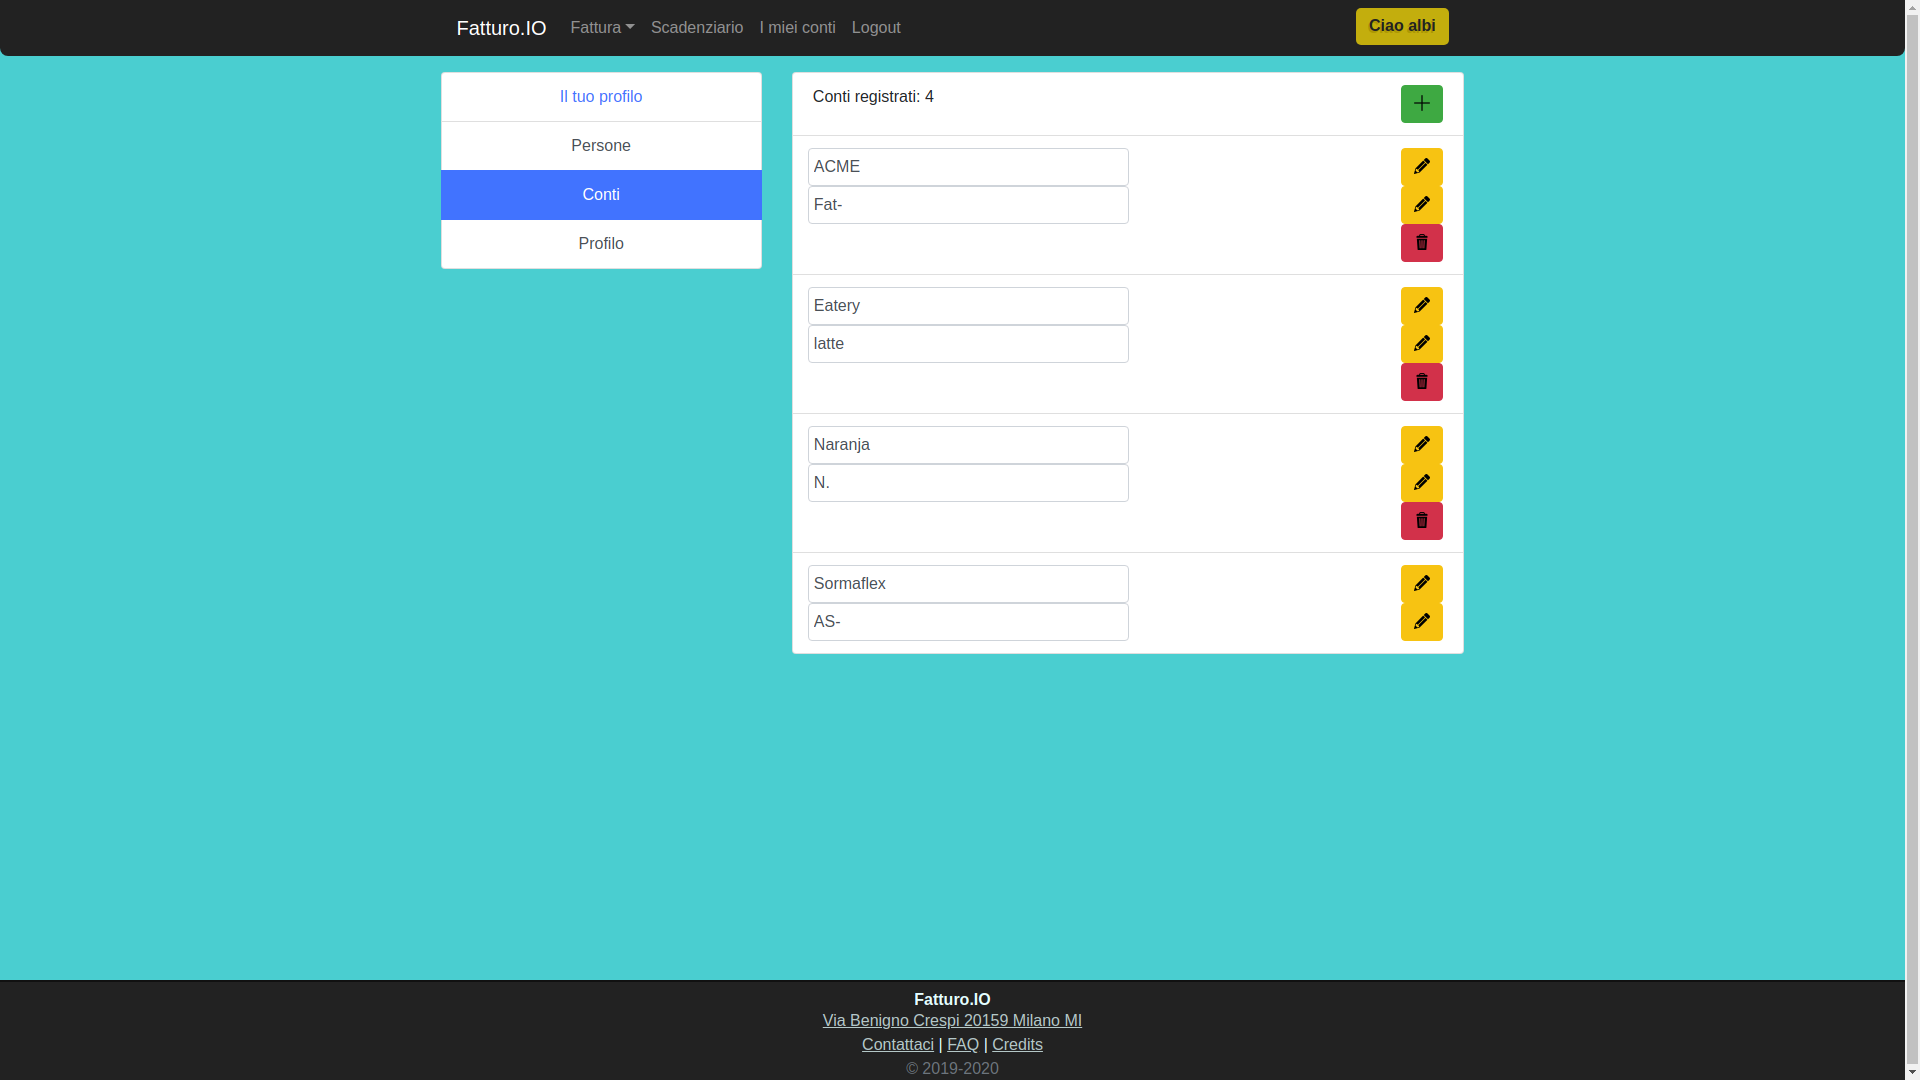 Fatturo.IO Fattura Scadenziario I miei conti Logout Ciao albi
Il tuo profilo
Persone
Conti
Profilo
Conti registrati: 4
ACME
Fat-
Eatery
latte
Naranja
N.
Sormaflex
AS-
Fatturo.IO
Via Benigno Crespi 20159 Milano MI
Contattaci | FAQ | Credits
© 2019-2020